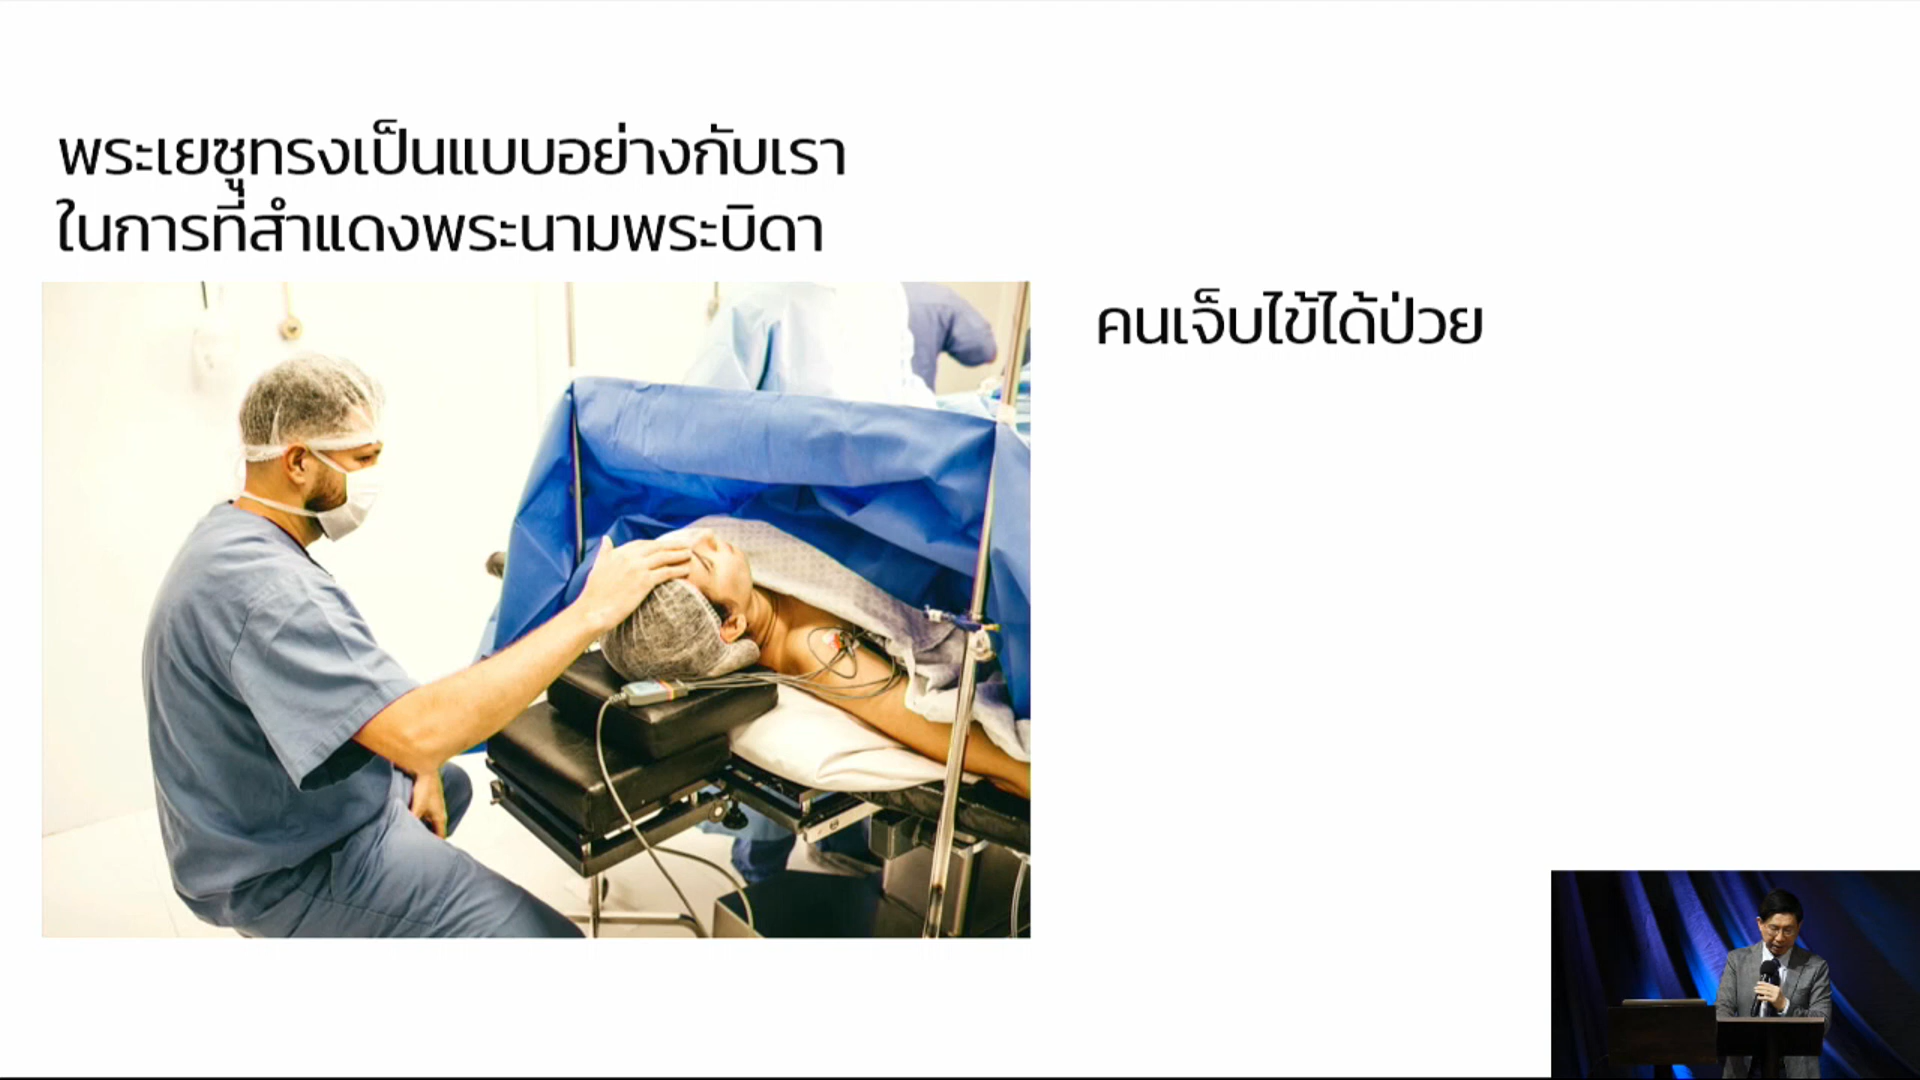 พระเยซูทรงเป็นแบบอย่างกับเรา
ในการที่สำแดงพระนามพระบิดา
คนเจ็บไข้ได้ป่วย